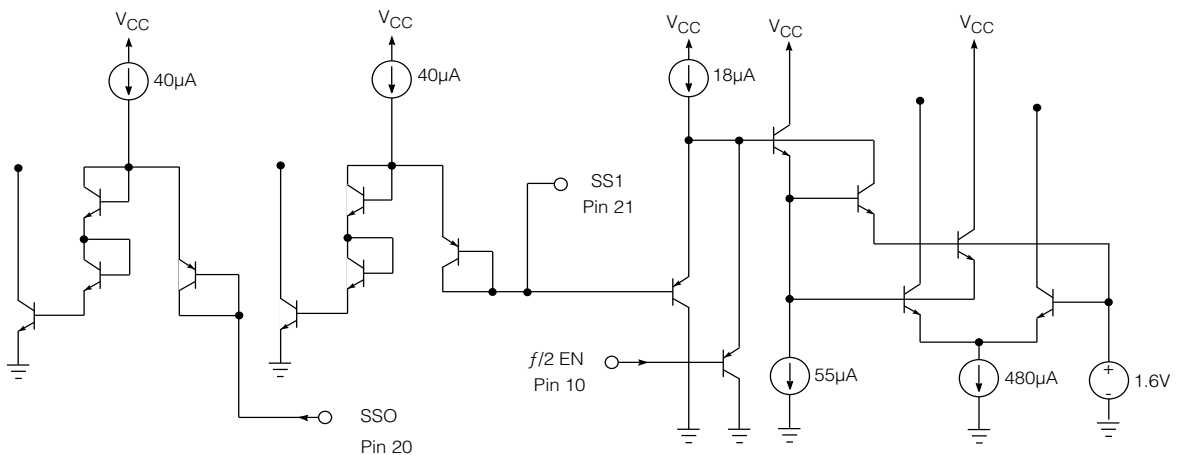 VCC
VCC
VCC
VCC
VCC
40µA
40µA
18µA
SS1
Pin 21
ƒ/2 EN
Pin 10
55µA
480µA
+
-
1.6V
SSO
Pin 20